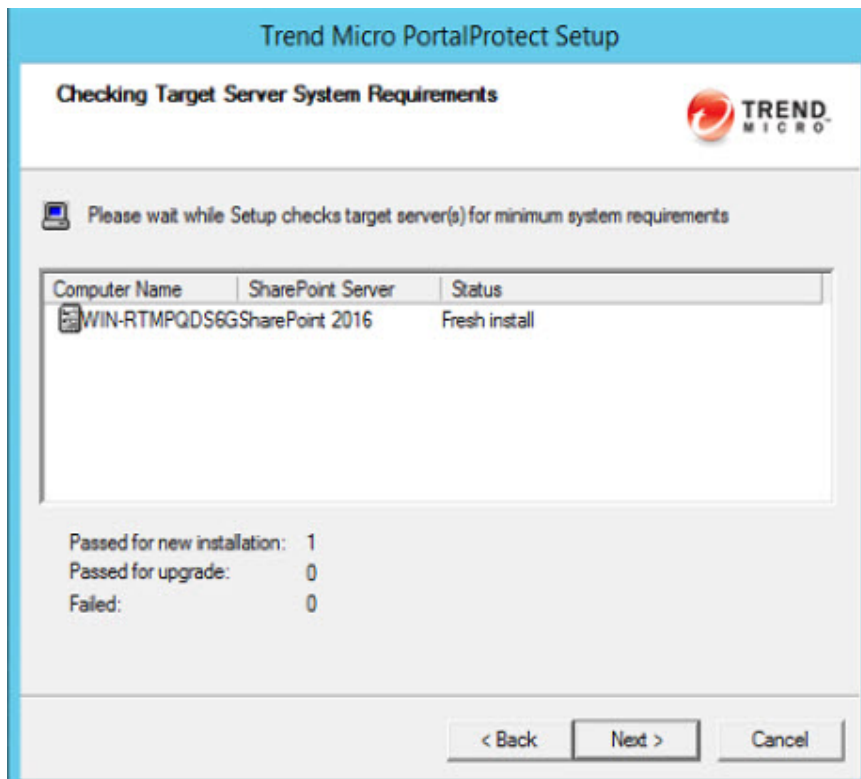 Trend Micro PortalProtect Setup
Checking Target Server System Requirements
TREND
MICRO
Please wait while Setup checks target server(s) for minimum system requirements
Computer Name SharePoint Server Status
WIN-RTMPQDS6GSharePoint 2016 Fresh install
Passed for new installation: 1
Passed for upgrade: 0
Failed: 0
< Back Next > Cancel